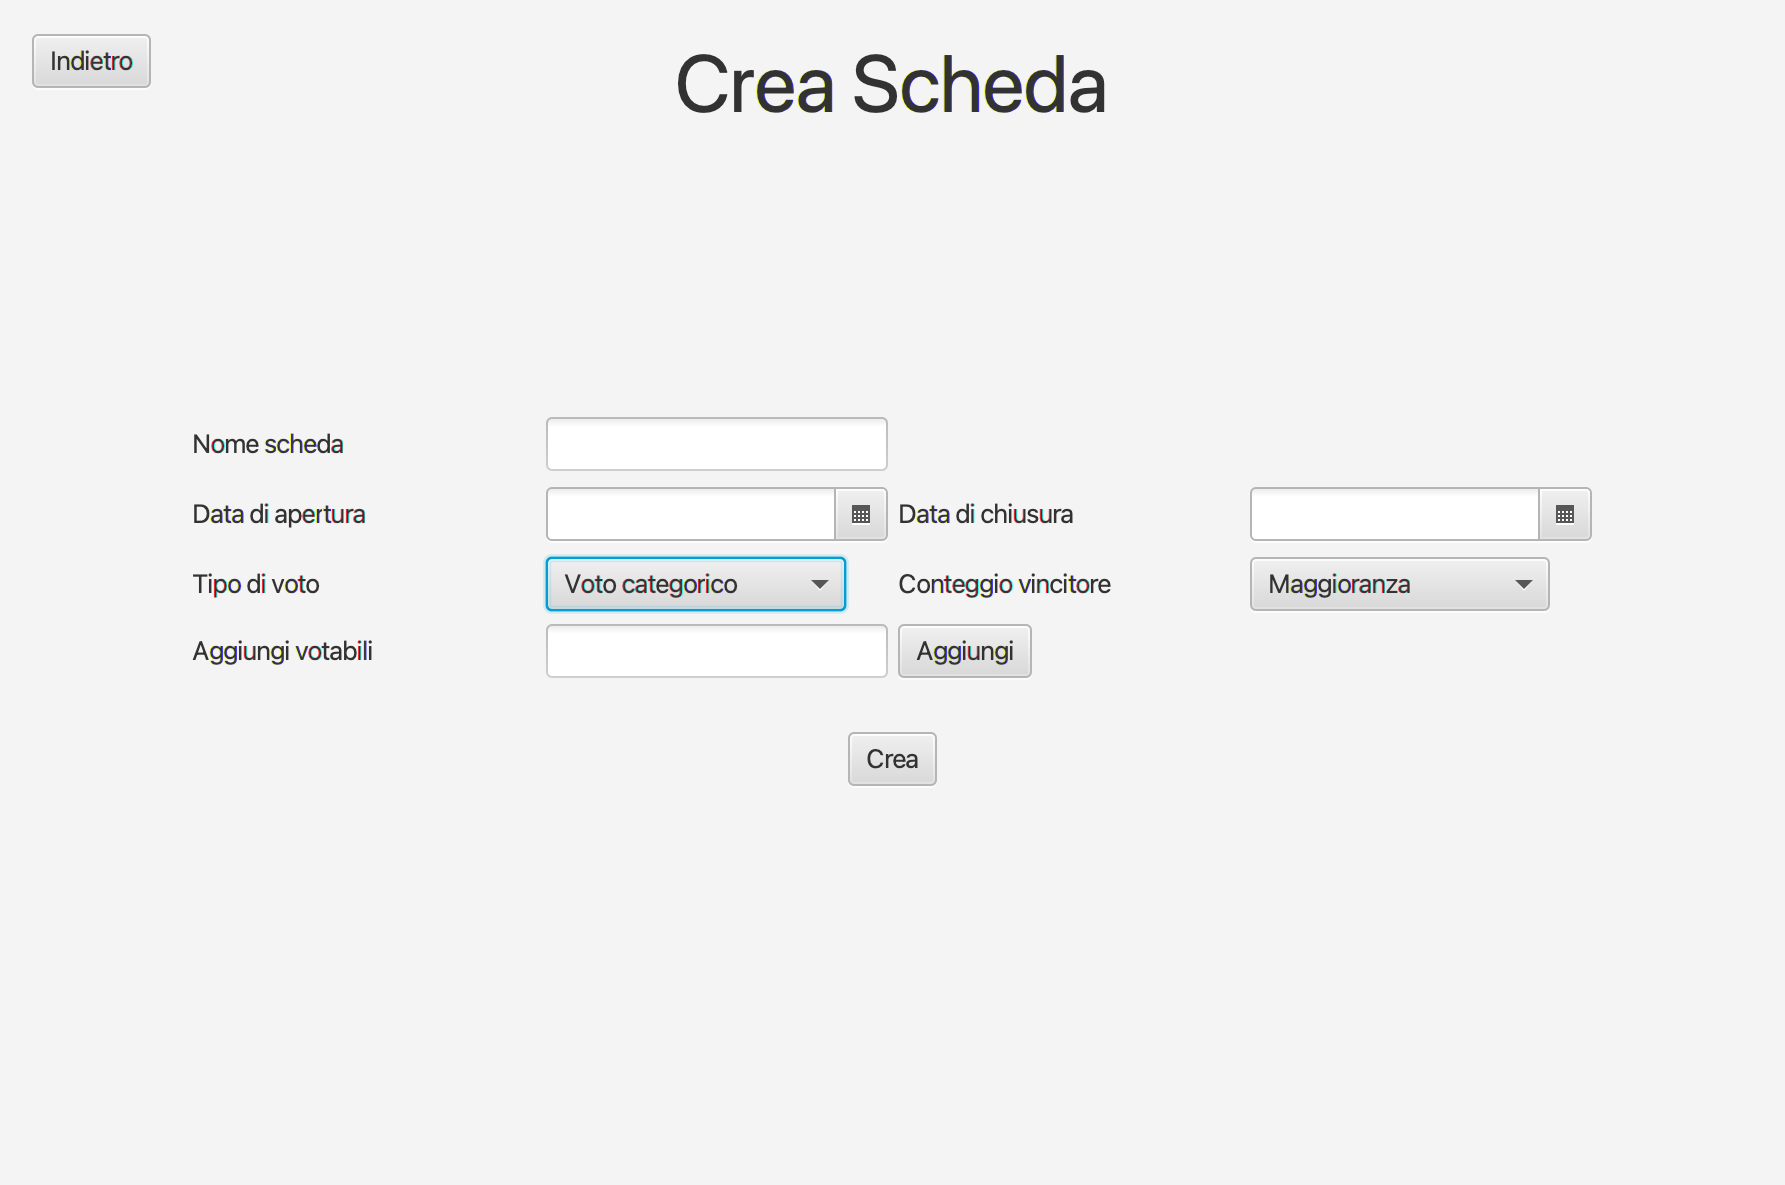 Indietro
Crea Scheda
Nome scheda
Data di apertura
Data di chiusura
Tipo di voto
Voto categorico
Conteggio vincitore
Maggioranza
Aggiungi votabili
Aggiungi
Crea